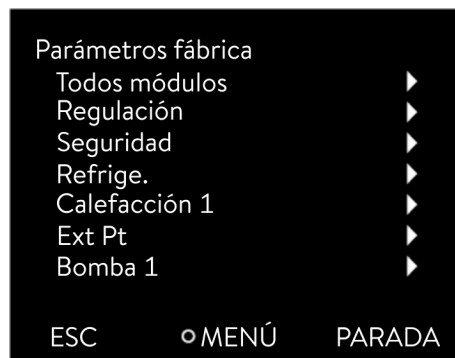 Parámetros fábrica
Todos módulos
Regulación
Seguridad
Refrige.
Calefacción 1
Ext Pt
Bomba 1
ESC MENÚ PARADA